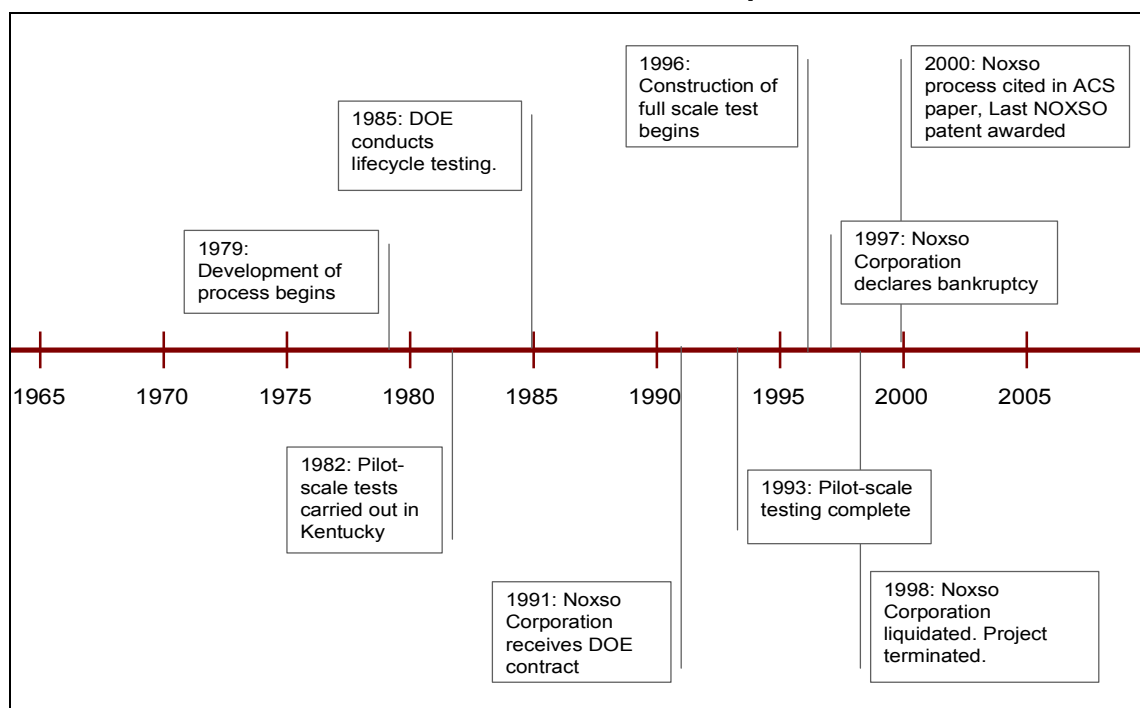 1996:
Construction of
full scale test
begins
2000: Noxso
process cited in ACS
paper, Last NOXSO
patent awarded
1985: DOE
conducts
lifecycle testing.
1979:
Development of
process begins
1997: Noxso
Corporation
declares bankruptcy
1965 1970 1975 1980 1985 1990 1995 2000 2005
1982: Pilot-
scale tests
carried out in
Kentucky
1993: Pilot-scale
testing complete
1991: Noxso
Corporation
receives DOE
contract
1998: Noxso
Corporation
liquidated. Project
terminated.